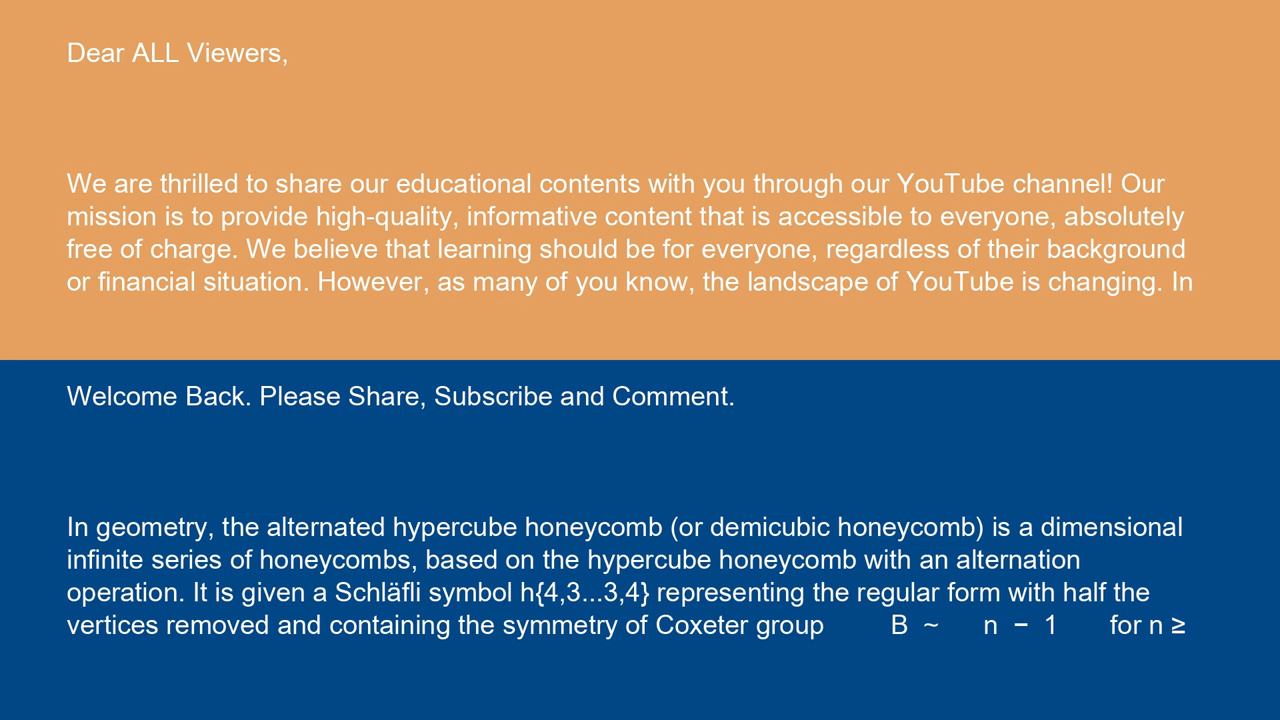 Dear ALL Viewers,
We are thrilled to share our educational contents with you through our YouTube channel! Our
mission is to provide high-quality, informative content that is accessible to everyone, absolutely
free of charge. We believe that learning should be for everyone, regardless of their background
or financial situation. However, as many of you know, the landscape of YouTube is changing. In
Welcome Back. Please Share, Subscribe and Comment.
In geometry, the alternated hypercube honeycomb (or demicubic honeycomb) is a dimensional
infinite series of honeycombs, based on the hypercube honeycomb with an alternation
operation. It is given a Schläfli symbol h{4,3...3,4} representing the regular form with half the
vertices removed and containing the symmetry of Coxeter group B ~ n − 1 for n ≥